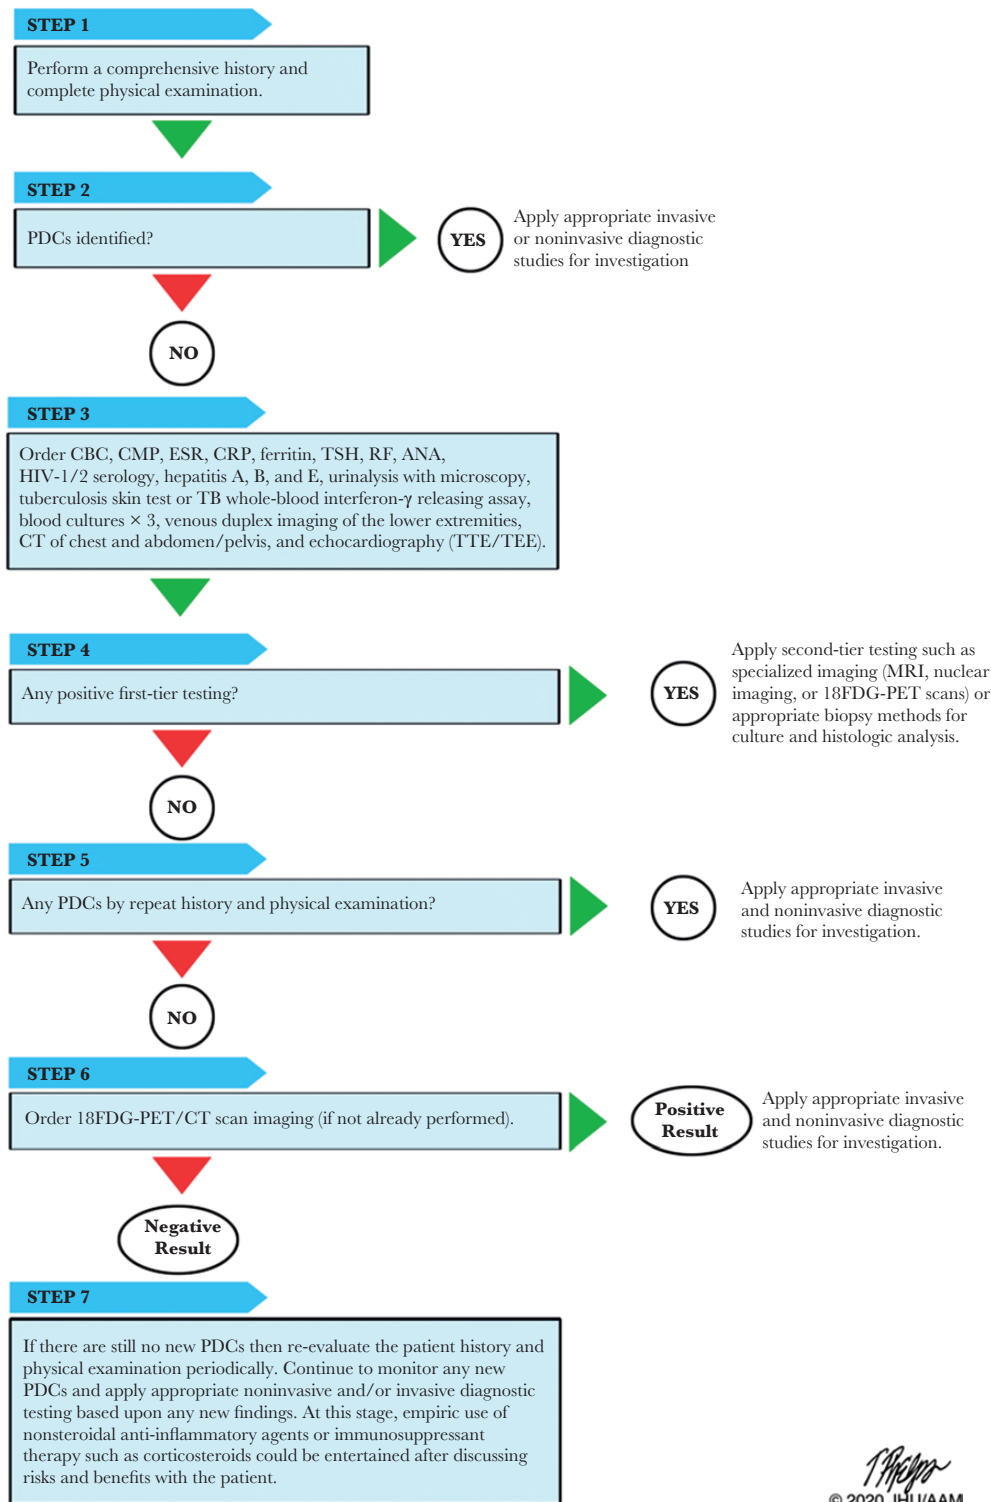 STEP 1
Perform a comprehensive history and
complete physical examination.
STEP 2
PDCs identified?
YES
Apply appropriate invasive
or noninvasive diagnostic
studies for investigation
NO
STEP 3
Order CBC, CMP, ESR, CRP, ferritin, TSH, RF, ANA,
HIV-1/2 serology, hepatitis A, B, and E, urinalysis with microscopy,
tuberculosis skin test or TB whole-blood interferon-γ releasing assay,
blood cultures × 3, venous duplex imaging of the lower extremities,
CT of chest and abdomen/pelvis, and echocardiography (TTE/TEE).
STEP 4
Any positive first-tier testing?
YES
Apply second-tier testing such as
specialized imaging (MRI, nuclear
imaging, or 18FDG-PET scans) or
appropriate biopsy methods for
culture and histologic analysis.
NO
STEP 5
Any PDCs by repeat history and physical examination?
YES
Apply appropriate invasive
and noninvasive diagnostic
studies for investigation.
NO
STEP 6
Order 18FDG-PET/CT scan imaging (if not already performed).
Positive
Result
Apply appropriate invasive
and noninvasive diagnostic
studies for investigation.
Negative
Result
STEP 7
If there are still no new PDCs then re-evaluate the patient history and
physical examination periodically. Continue to monitor any new
PDCs and apply appropriate noninvasive and/or invasive diagnostic
testing based upon any new findings. At this stage, empiric use of
nonsteroidal anti-inflammatory agents or immunosuppressant
therapy such as corticosteroids could be entertained after discussing
risks and benefits with the patient.
TPhelps
© 2020 JHU/AAM